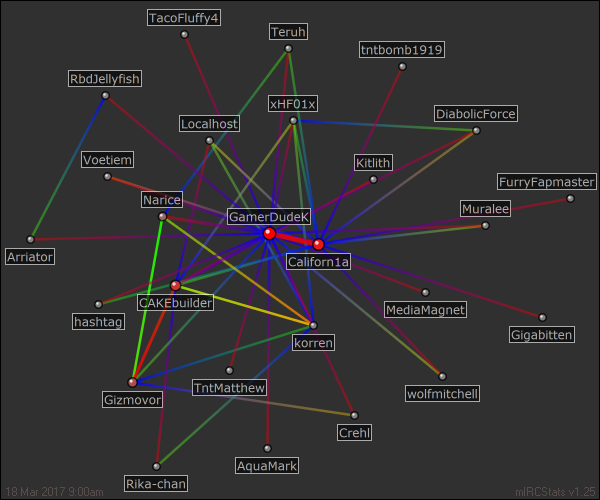 TacoFluffy4
Teruh
tntbomb1919
RbdJellyfish
xHF01x
DiabolicForce
Localhost
Voetiem
Kitlith
FurryFapmaster
Narice
Muralee
GamerDudeK
Arriator
Californ1a
CAKEbuilder
MediaMagnet
hashtag
Gigabitten
korren
TntMatthew
wolfmitchell
Gizmovor
Crehl
AquaMark
Rika-chan
18 Mar 2017 9:00am
mIRCStats v1.25